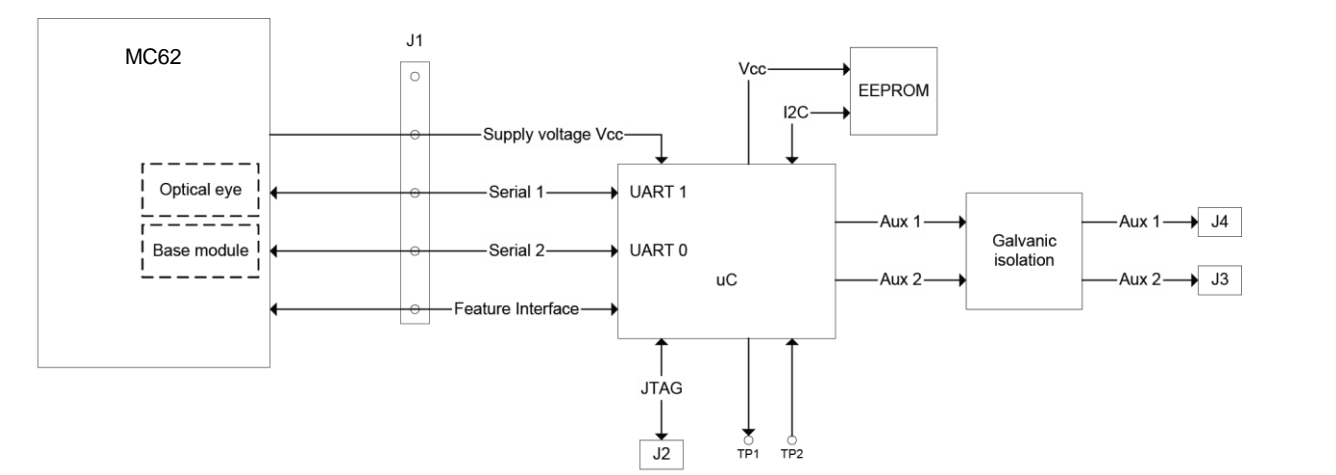 MC62
J1
Vcc
EEPROM
I2C
Supply voltage Vcc
Optical eye
Serial 1
UART 1
Aux 1
Aux 1
J4
Base module
Serial 2
UART 0
Galvanic
isolation
uC
Aux 2
Aux 2
J3
Feature Interface
JTAG
J2
TP1
TP2